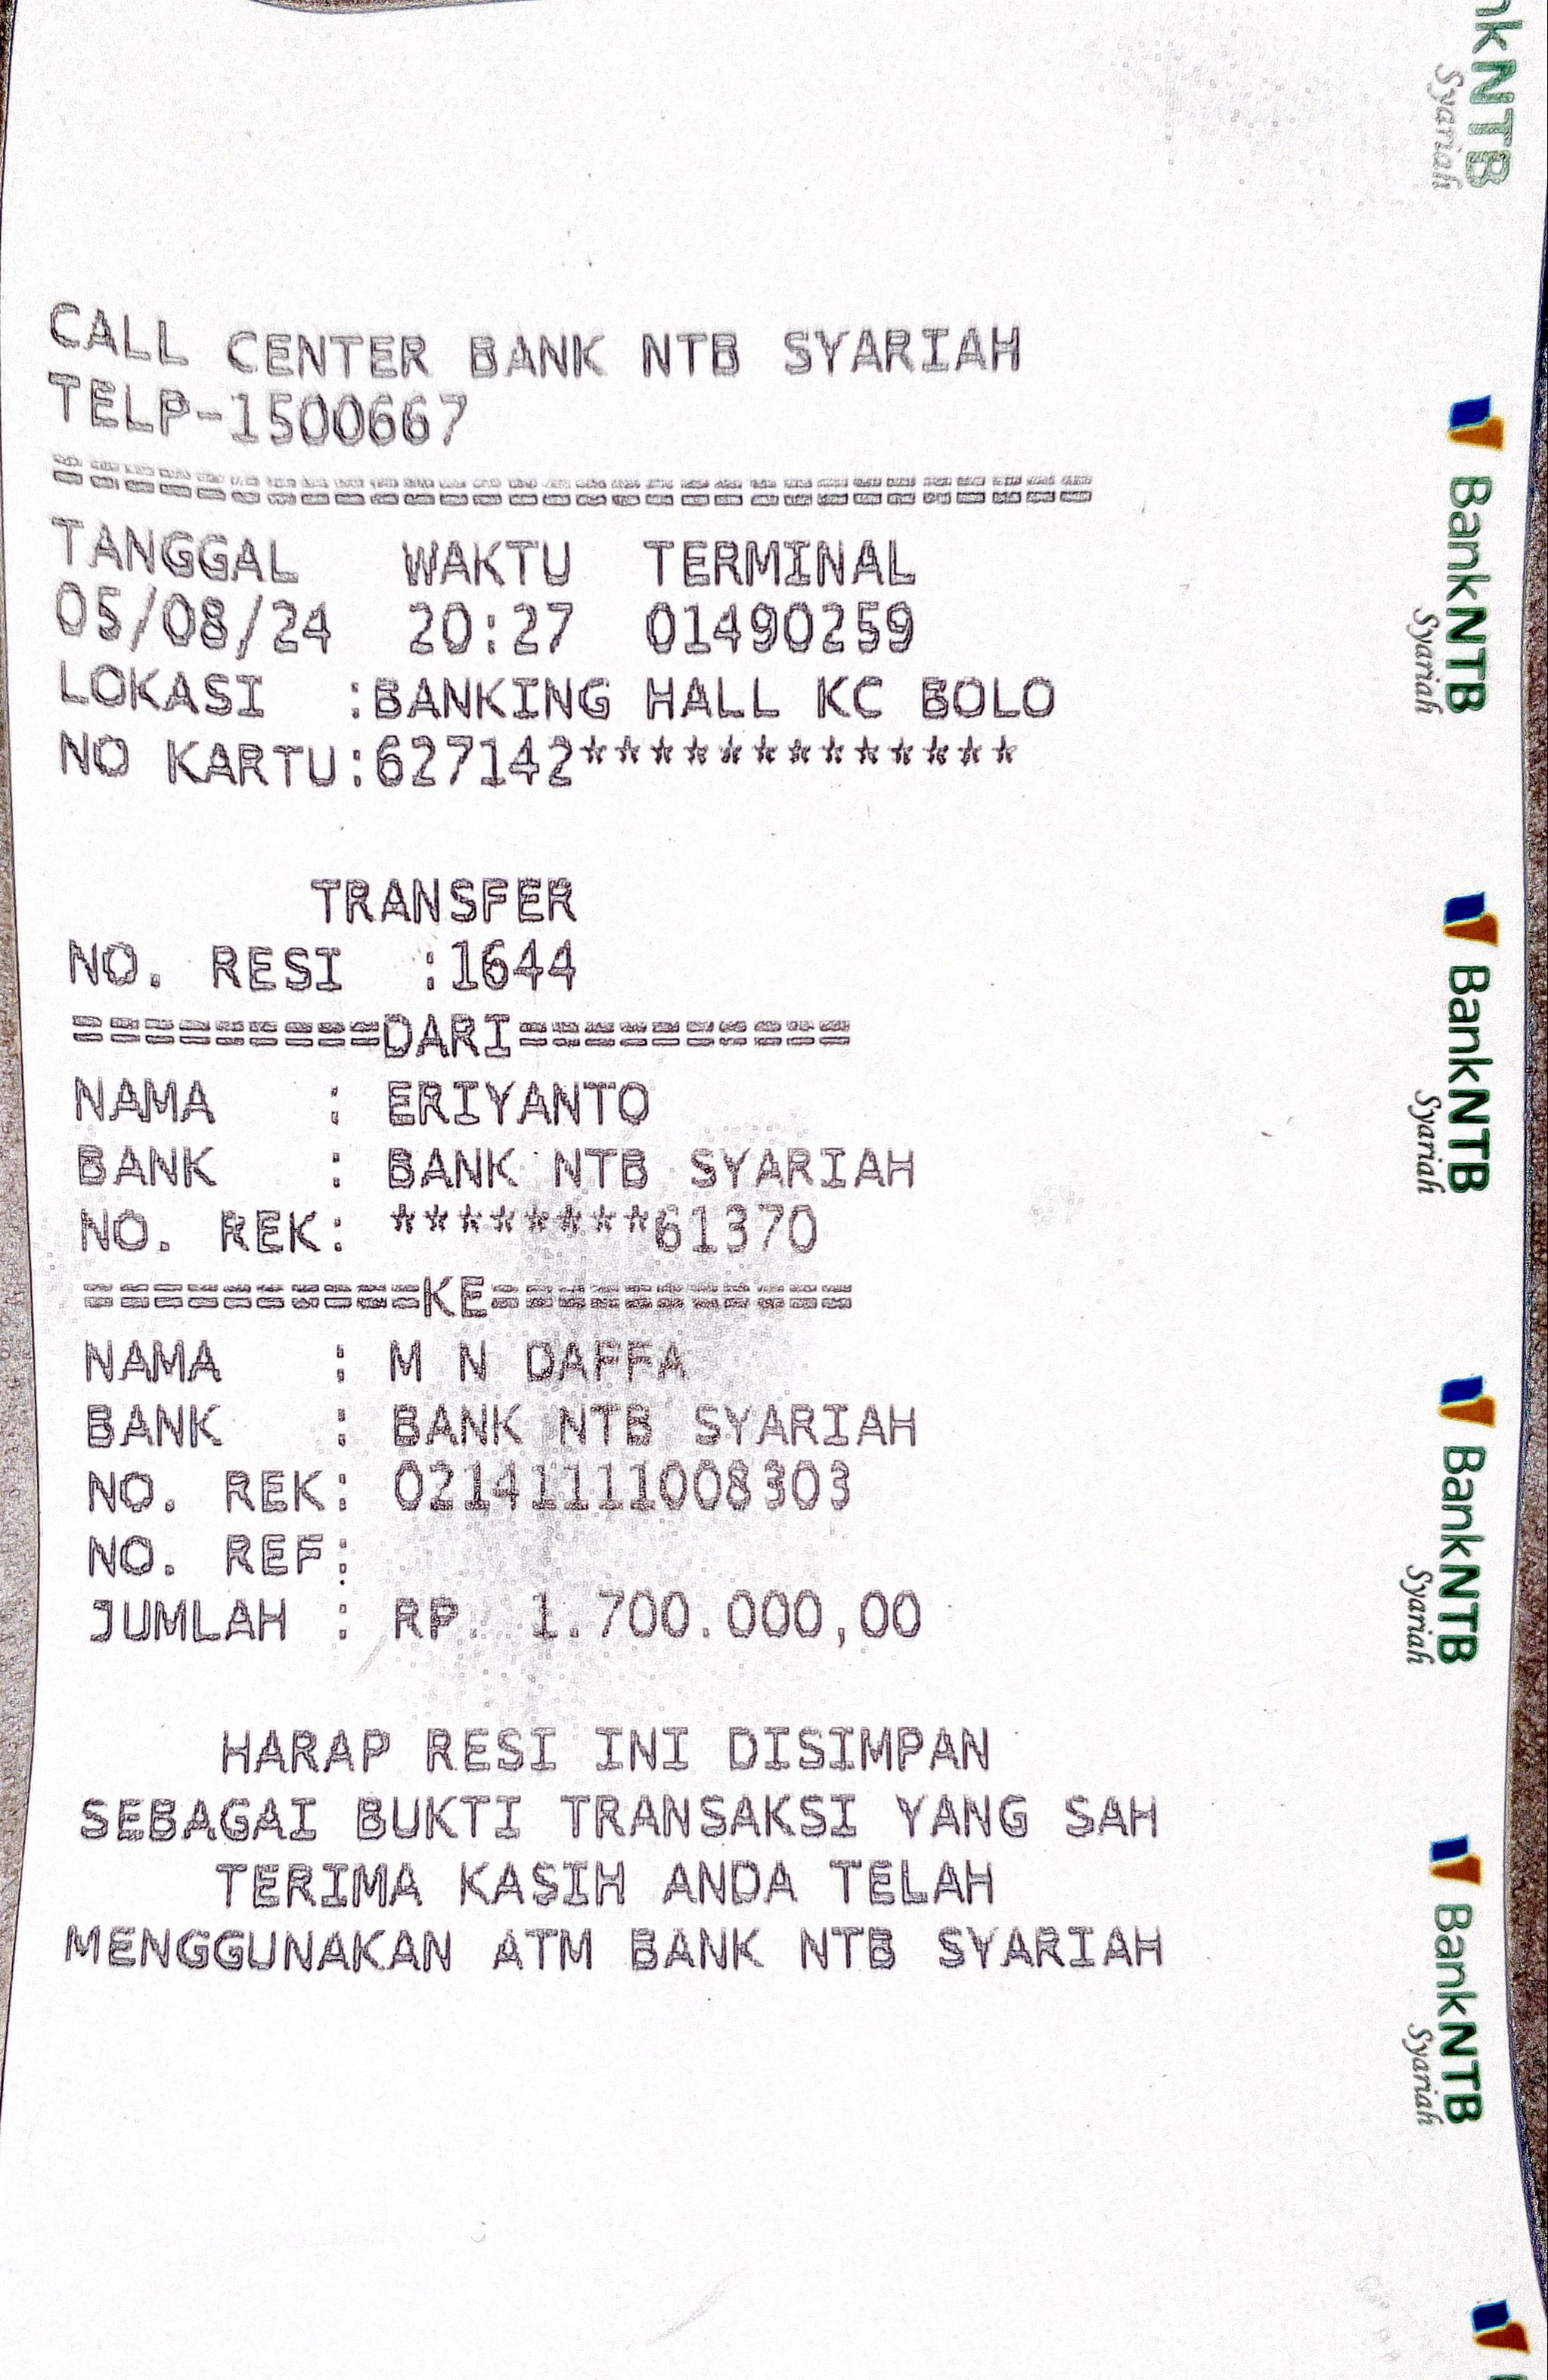 CALL CENTER BANK NTB SYARIAH
TELP-1500667
===============================
TANGGAL WAKTU TERMINAL
05/08/24 20:27 01490259
LOKASI :BANKING HALL KC BOLO
NO KARTU:627142*************
TRANSFER
NO. RESI :1644
=========DARI==========
NAMA : ERIYANTO
BANK : BANK NTB SYARIAH
NO. REK: ********61370
==========KE===========
NAMA : M N DAFFA
BANK : BANK NTB SYARIAH
NO. REK: 02141111008303
NO. REF:
JUMLAH : RP. 1.700.000,00
HARAP RESI INI DISIMPAN
SEBAGAI BUKTI TRANSAKSI YANG SAH
TERIMA KASIH ANDA TELAH
MENGGUNAKAN ATM BANK NTB SYARIAH
nkNTB
Syariah
BankNTB
Syariah
BankNTB
Syariah
BankNTB
Syariah
BankNTB
Syariah